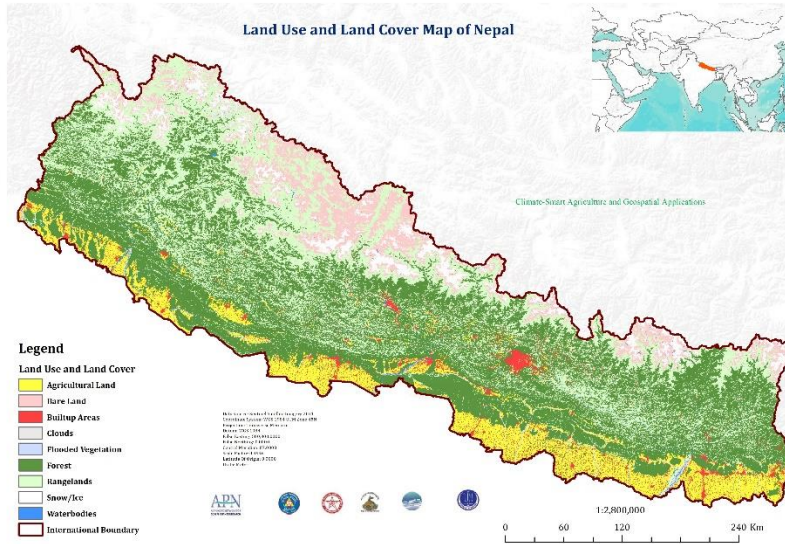 Land Use and Land Cover Map of Nepal
Climate-Smart Agriculture and Geospatial Applications
Legend
Land Use and Land Cover
Agricultural Land
Bare Land
Builtup Areas
Clouds
Flooded Vegetation
Forest
Rangelands
Snow/Ice
Waterbodies
International Boundary
APN
1:2,800,000
0 60 120 240 KM